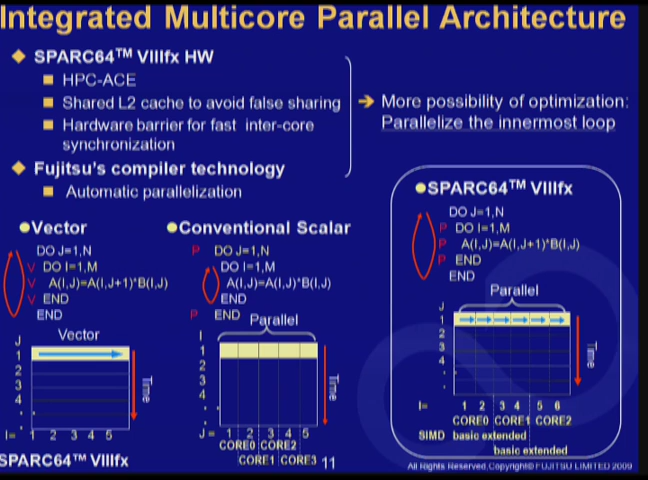 Integrated Multicore Parallel Architecture
SPARC64™ VIIIfx HW
HPC-ACE
Shared L2 cache to avoid false sharing
Hardware barrier for fast inter-core
synchronization
Fujitsu's compiler technology
Automatic parallelization
→ More possibility of optimization:
Parallelize the innermost loop
Vector
DO J=1,N
V DO I=1,M
V A(I,J)=A(I,J+1)*B(I,J)
V END
END
Vector
J
1
2
3
4
.
.
Time
I= 1 2 3 4 5
SPARC64™ VIIIfx
Conventional Scalar
P DO J=1,N
DO I=1,M
A(I,J)=A(I,J)*B(I,J)
END
P END
Parallel
I
1
2
3
4
.
.
Time
J= 1 2 3 4 5
CORE0 CORE2
CORE1 CORE3
11
SPARC64™ VIIIfx
DO J=1,N
P DO I=1,M
P A(I,J)=A(I,J+1)*B(I,J)
P END
END
Parallel
J
1
2
3
4
.
Time
I= 1 2 3 4 5 6
CORE0 CORE1 CORE2
SIMD basic extended
basic extended
All Rights Reserved,Copyright© FUJITSU LIMITED 2009